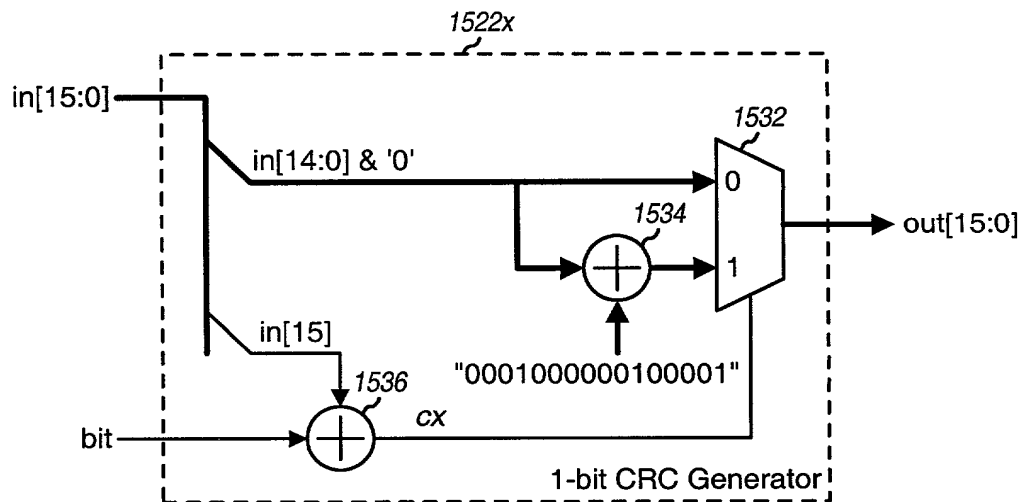 1522x
in[15:0]
1532
in[14:0] & '0'
0
1534
out[15:0]
1
in[15]
"0001000000100001"
1536
cx
bit
1-bit CRC Generator